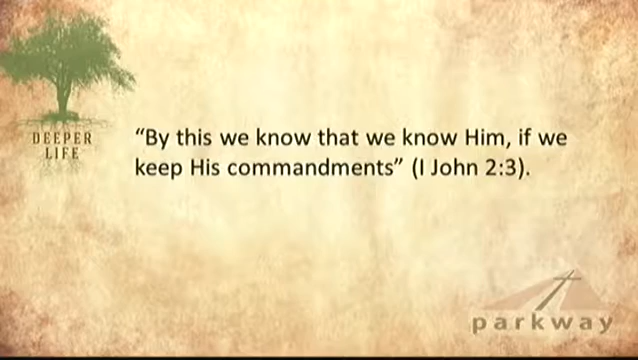 DEEPER
LIFE
“By this we know that we know Him, if we
keep His commandments” (I John 2:3).
parkway